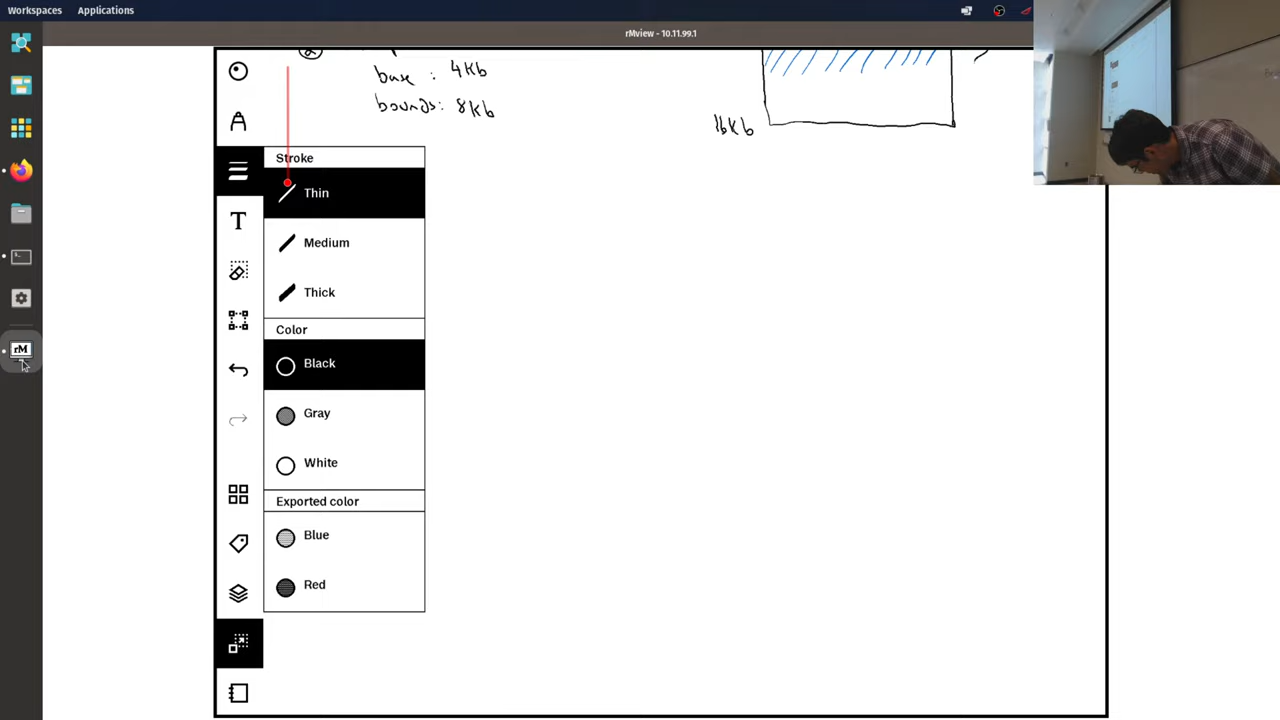 Workspaces Applications
rMview - 10.11.99.1
base : 4Kb
bounds: 8Kb
16Kb
Stroke
Thin
Medium
Thick
Color
Black
Gray
White
Exported color
Blue
Red
T
rM